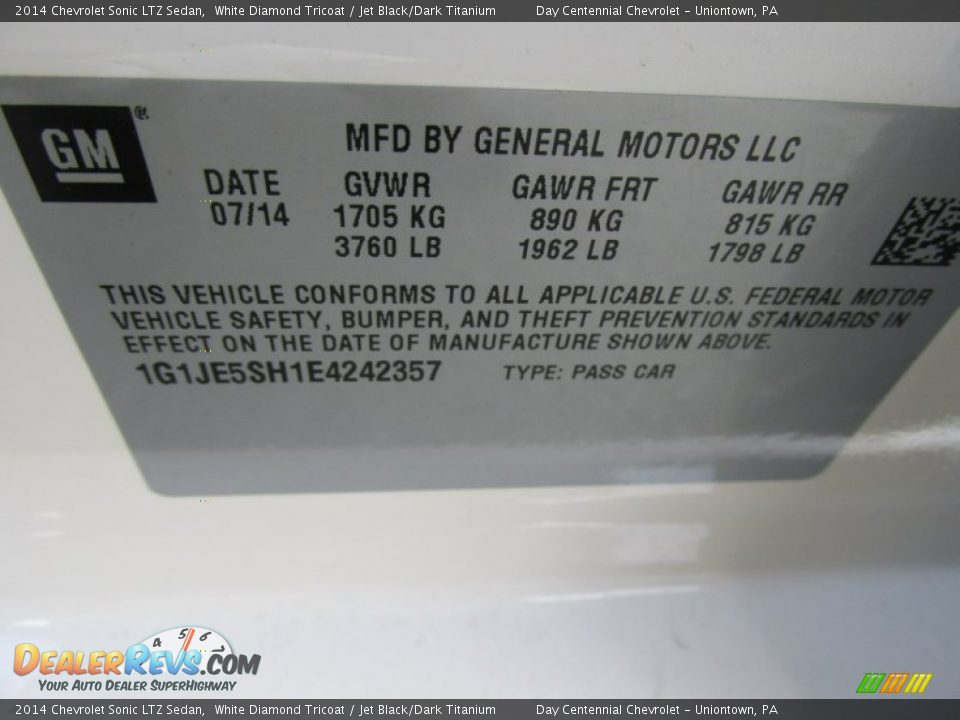 2014 Chevrolet Sonic LTZ Sedan, White Diamond Tricoat / Jet Black/Dark Titanium Day Centennial Chevrolet - Uniontown, PA
GM ®
MFD BY GENERAL MOTORS LLC
DATE GVWR GAWR FRT GAWR RR
07/14 1705 KG 890 KG 815 KG
3760 LB 1962 LB 1798 LB
THIS VEHICLE CONFORMS TO ALL APPLICABLE U.S. FEDERAL MOTOR
VEHICLE SAFETY, BUMPER, AND THEFT PREVENTION STANDARDS IN
EFFECT ON THE DATE OF MANUFACTURE SHOWN ABOVE.
1G1JE5SH1E4242357 TYPE: PASS CAR
4 5 6
DEALERREVS.COM
YOUR AUTO DEALER SUPERHIGHWAY
2014 Chevrolet Sonic LTZ Sedan, White Diamond Tricoat / Jet Black/Dark Titanium Day Centennial Chevrolet - Uniontown, PA